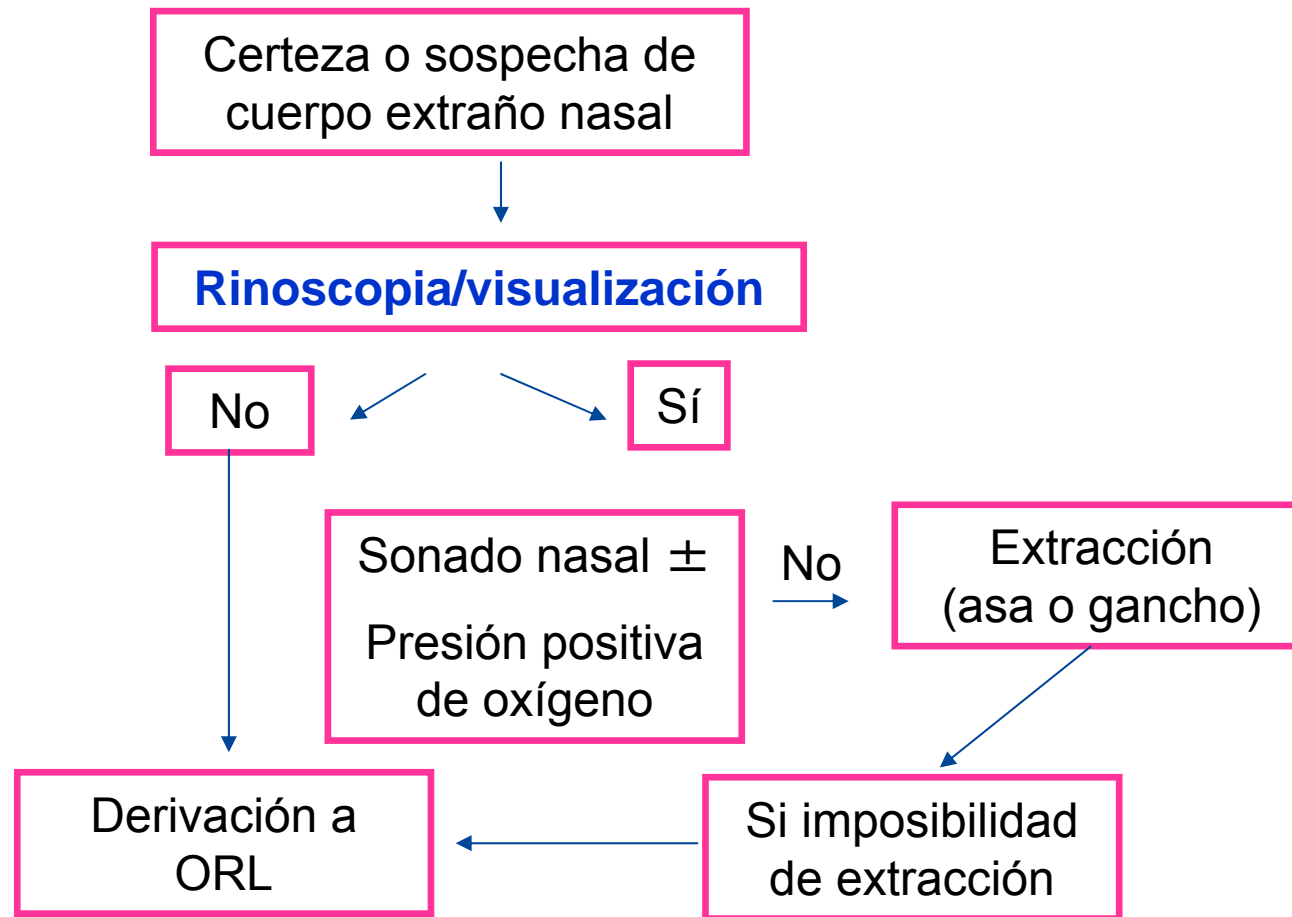 Certeza o sospecha de
cuerpo extraño nasal
Rinoscopia/visualización
No
Sí
Sonado nasal ±
Presión positiva
de oxígeno
No
Extracción
(asa o gancho)
Derivación a
ORL
Si imposibilidad
de extracción